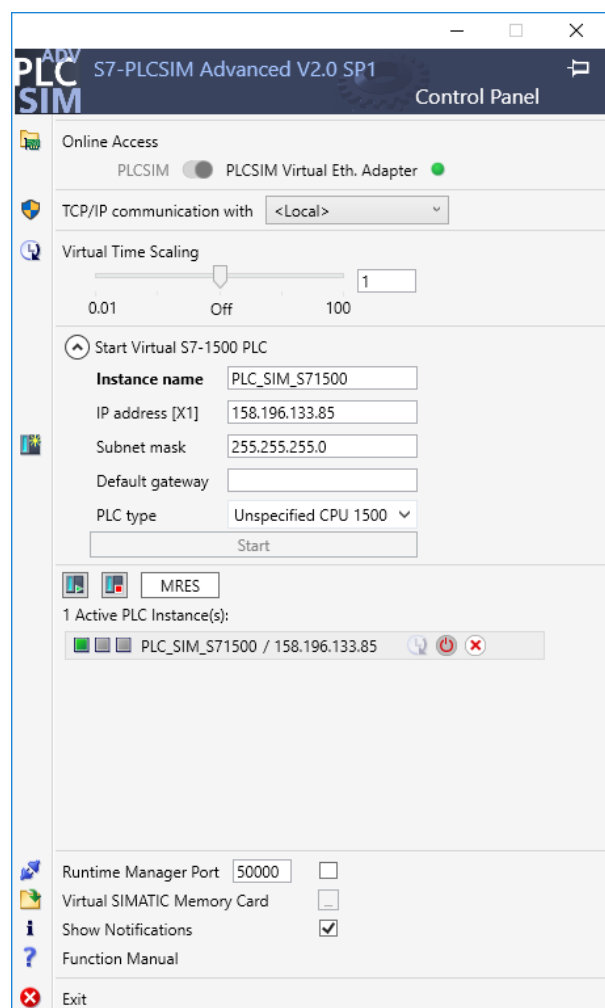 ADV
PLC
SIM
S7-PLCSIM Advanced V2.0 SP1
Control Panel
Online Access
PLCSIM PLCSIM Virtual Eth. Adapter
TCP/IP communication with <Local>
Virtual Time Scaling
1
0.01 Off 100
Start Virtual S7-1500 PLC
Instance name PLC_SIM_S71500
IP address [X1] 158.196.133.85
Subnet mask 255.255.255.0
Default gateway
PLC type Unspecified CPU 1500
Start
MRES
1 Active PLC Instance(s):
PLC_SIM_S71500 / 158.196.133.85
Runtime Manager Port 50000
Virtual SIMATIC Memory Card ...
Show Notifications
Function Manual
Exit